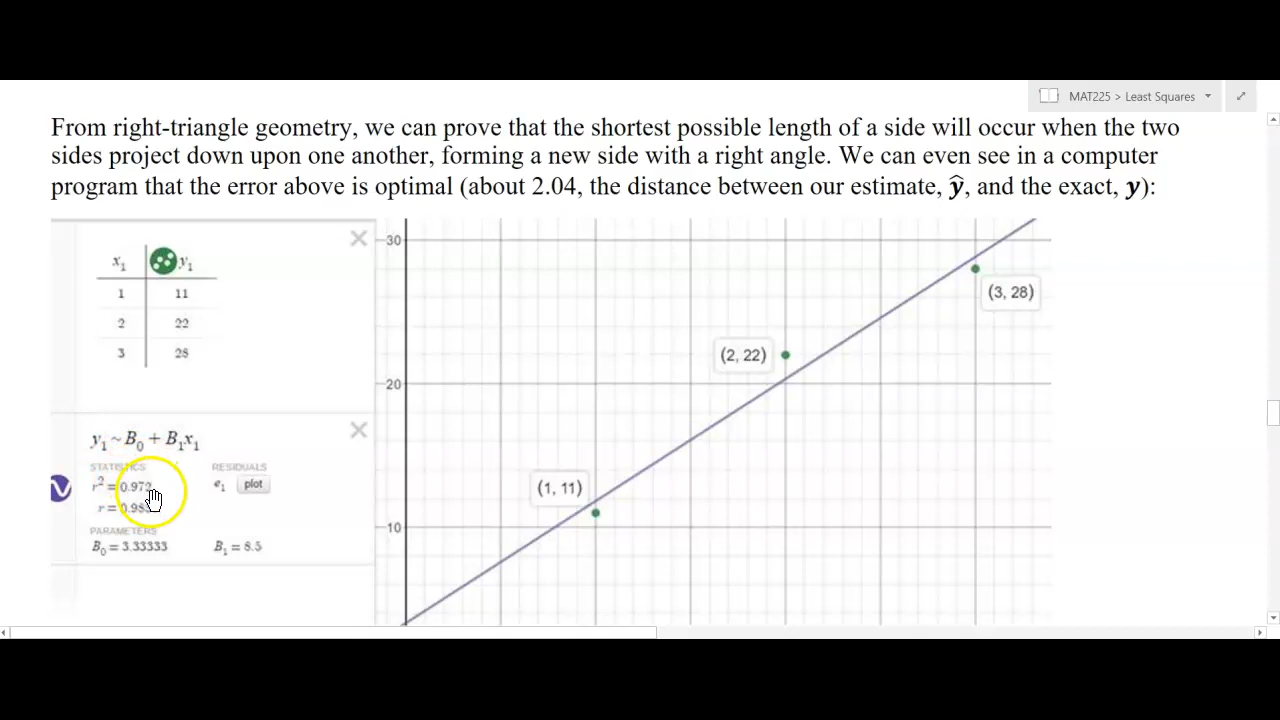 MAT225 > Least Squares
From right-triangle geometry, we can prove that the shortest possible length of a side will occur when the two
sides project down upon one another, forming a new side with a right angle. We can even see in a computer
program that the error above is optimal (about 2.04, the distance between our estimate, ŷ, and the exact, y):
x₁ y₁
1 11
2 22
3 28
y₁ ~ B₀ + B₁x₁
STATISTICS RESIDUALS
r² = 0.972 e₁ plot
PARAMETERS
B₀ = 3.33333 B₁ = 8.5
30
20
10
(3, 28)
(2, 22)
(1, 11)